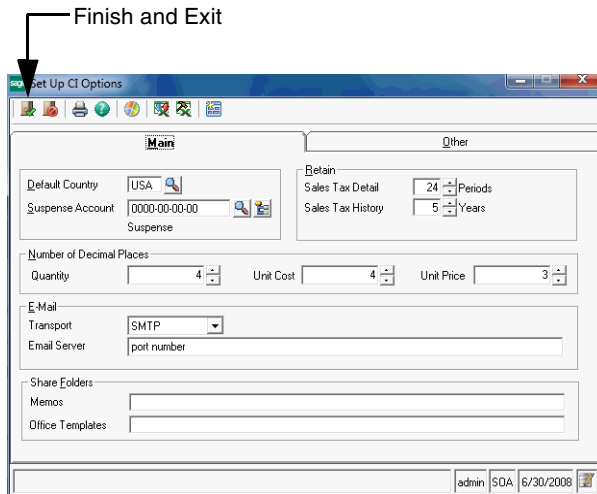 Finish and Exit
sage Set Up CI Options
Main Other
Default Country USA
Suspense Account 0000-00-00-00
Suspense
Retain
Sales Tax Detail 24 Periods
Sales Tax History 5 Years
Number of Decimal Places
Quantity 4 Unit Cost 4 Unit Price 3
E-Mail
Transport SMTP
Email Server port number
Share Folders
Memos
Office Templates
admin SOA 6/30/2008